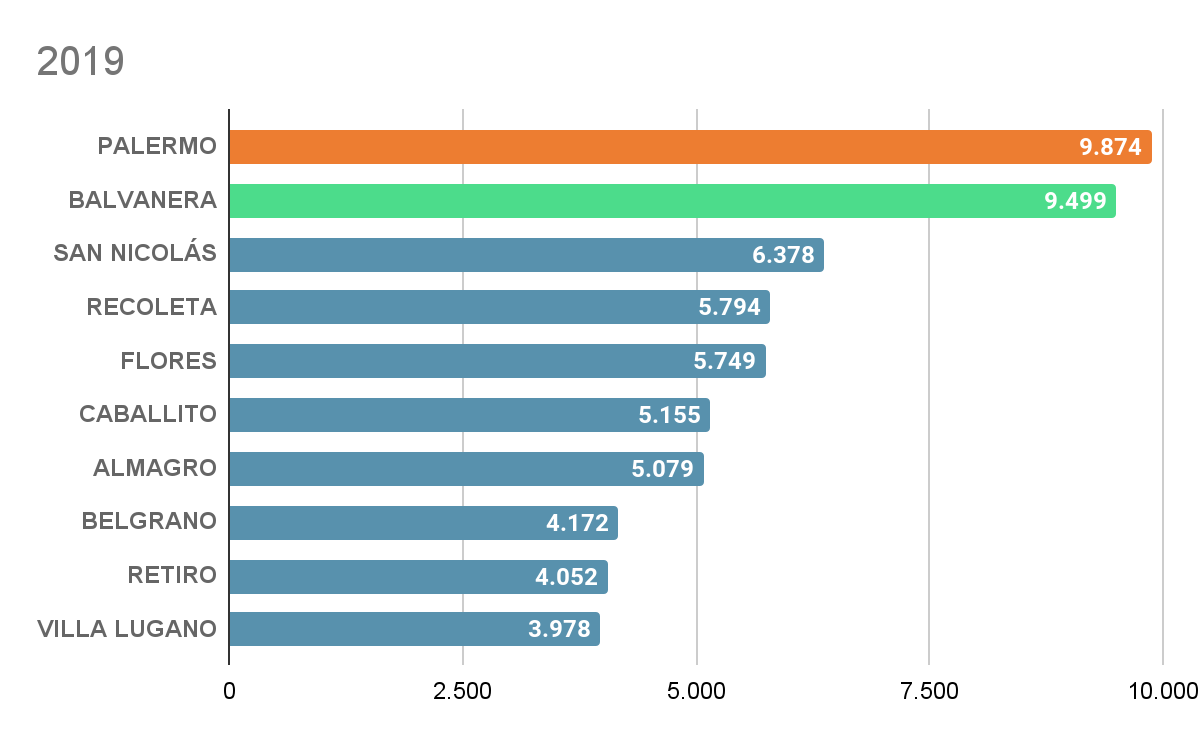 2019
PALERMO 9.874
BALVANERA 9.499
SAN NICOLÁS 6.378
RECOLETA 5.794
FLORES 5.749
CABALLITO 5.155
ALMAGRO 5.079
BELGRANO 4.172
RETIRO 4.052
VILLA LUGANO 3.978
0 2.500 5.000 7.500 10.000